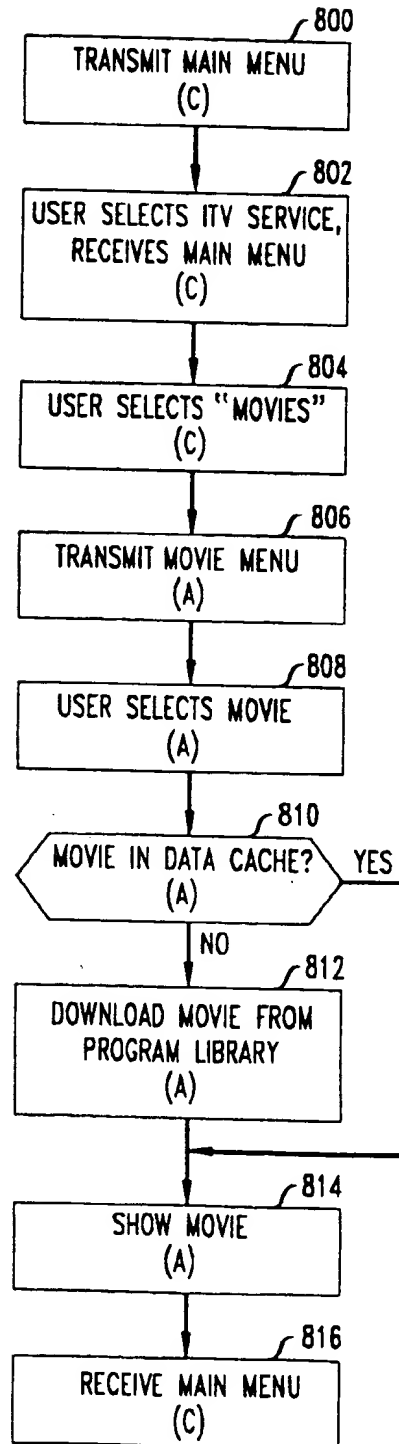 800
TRANSMIT MAIN MENU
(C)
802
USER SELECTS ITV SERVICE,
RECEIVES MAIN MENU
(C)
804
USER SELECTS "MOVIES"
(C)
806
TRANSMIT MOVIE MENU
(A)
808
USER SELECTS MOVIE
(A)
810
MOVIE IN DATA CACHE?
(A)
YES
NO
812
DOWNLOAD MOVIE FROM
PROGRAM LIBRARY
(A)
814
SHOW MOVIE
(A)
816
RECEIVE MAIN MENU
(C)